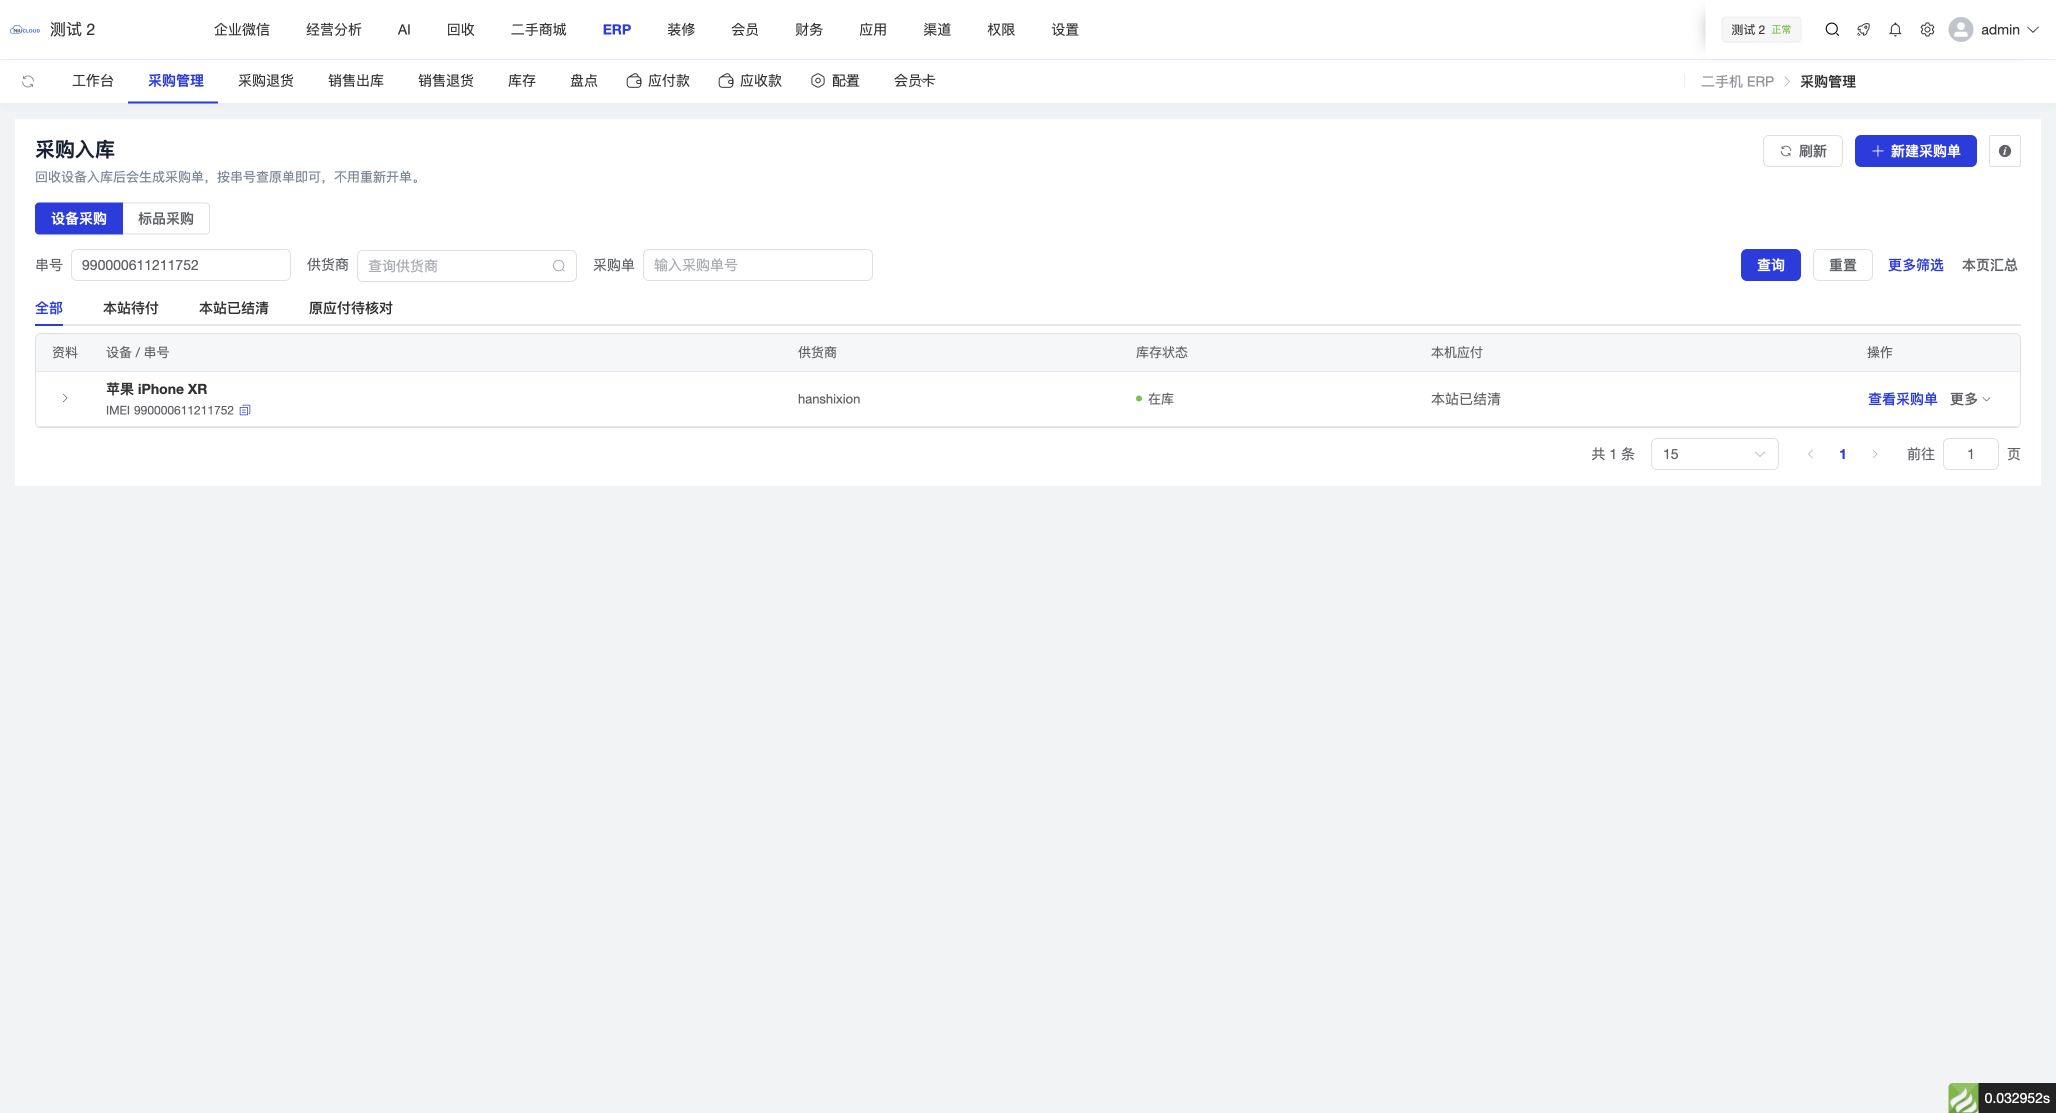 测试 2
企业微信 经营分析 AI 回收 二手商城 ERP 装修 会员 财务 应用 渠道 权限 设置
测试 2 正常
admin
工作台 采购管理 采购退货 销售出库 销售退货 库存 盘点 应付款 应收款 配置 会员卡
二手机 ERP > 采购管理
采购入库
回收设备入库后会生成采购单，按串号查原单即可，不用重新开单。
刷新 新建采购单
设备采购 标品采购
串号 990000611211752 供货商 查询供货商 采购单 输入采购单号 查询 重置 更多筛选 本页汇总
全部 本站待付 本站已结清 原应付待核对
资料 设备 / 串号 供货商 库存状态 本机应付 操作
苹果 iPhone XR
IMEI 990000611211752
hanshixion 在库 本站已结清 查看采购单 更多
共 1 条 15 1 前往 1 页
0.032952s